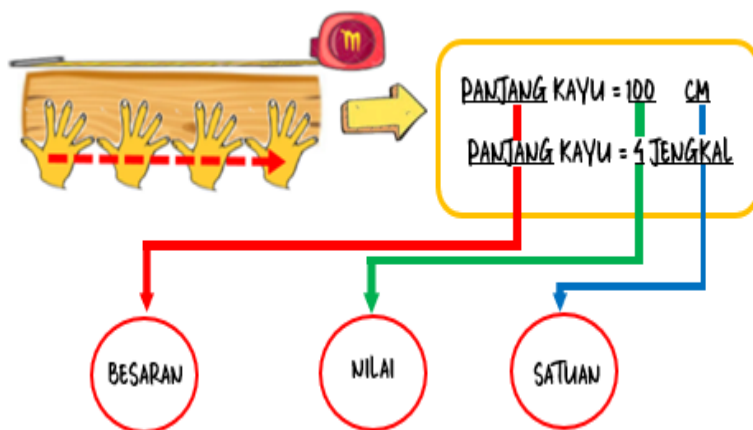 m
PANJANG KAYU = 100 CM
PANJANG KAYU = 4 JENGKAL
BESARAN
NILAI
SATUAN